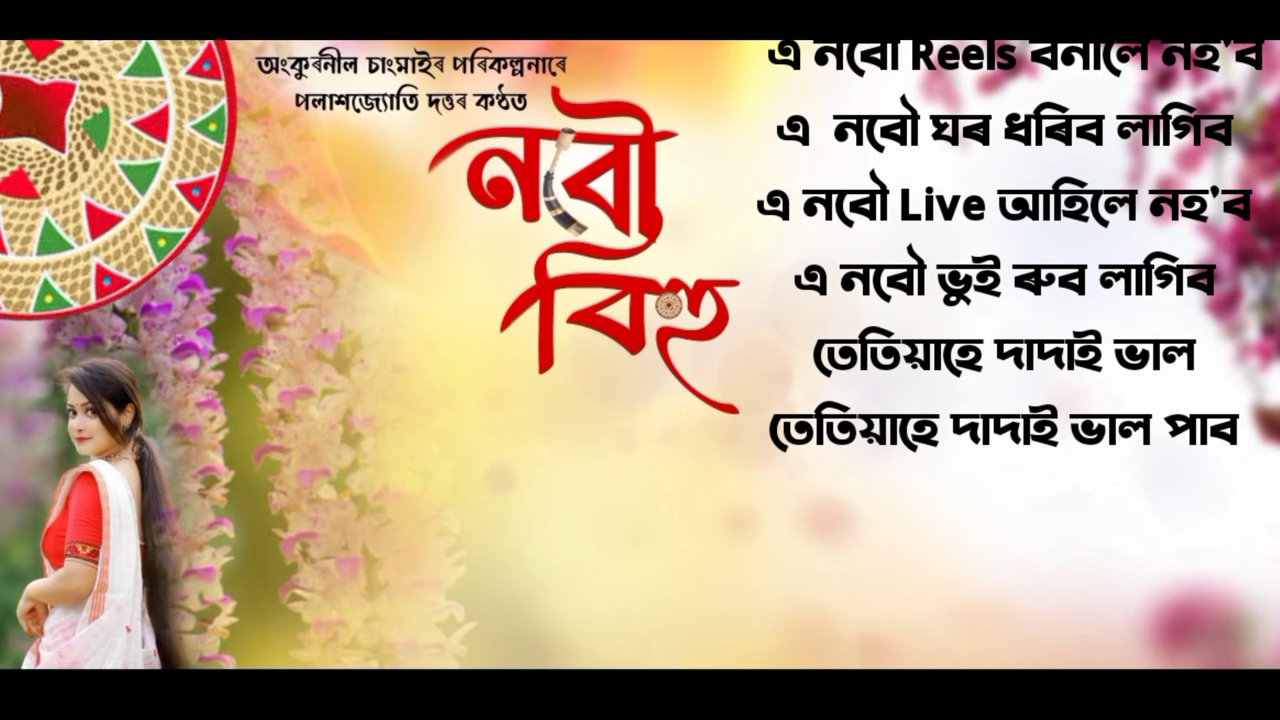 অংকুৰনীল চাংমাইৰ পৰিকল্পনাৰে
পলাশজ্যোতি দত্তৰ কণ্ঠত
নবৌ
বিহু
এ নবৌ Reels বনালে নহ'ব
এ নবৌ ঘৰ ধৰিব লাগিব
এ নবৌ Live আহিলে নহ'ব
এ নবৌ ভুই ৰুব লাগিব
তেতিয়াহে দাদাই ভাল
তেতিয়াহে দাদাই ভাল পাব